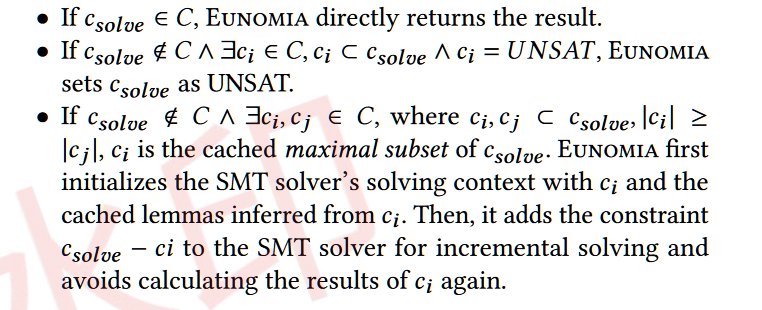 • If c_solve ∈ C, EUNOMIA directly returns the result.
• If c_solve ∉ C ∧ ∃c_i ∈ C, c_i ⊂ c_solve ∧ c_i = UNSAT, EUNOMIA
sets c_solve as UNSAT.
• If c_solve ∉ C ∧ ∃c_i, c_j ∈ C, where c_i, c_j ⊂ c_solve, |c_i| ≥
|c_j|, c_i is the cached maximal subset of c_solve. EUNOMIA first
initializes the SMT solver's solving context with c_i and the
cached lemmas inferred from c_i. Then, it adds the constraint
c_solve − ci to the SMT solver for incremental solving and
avoids calculating the results of c_i again.
水印